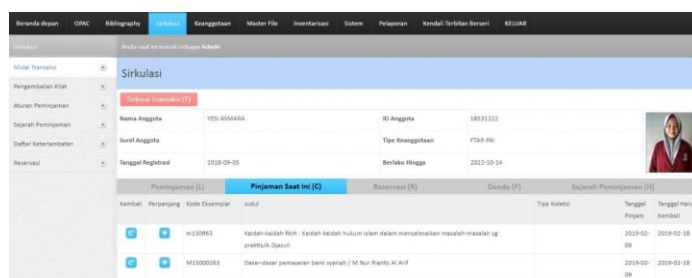 Beranda depan OPAC Bibliography Sirkulasi Keanggotaan Master File Inventarisasi Sistem Pelaporan Kendali Terbitan Berseri KELUAR
Sirkulasi Anda saat ini masuk sebagai Admin
Mulai Transaksi
Sirkulasi
Pengembalian Kilat
Aturan Peminjaman
Selesai Transaksi (T)
Sejarah Peminjaman
Nama Anggota YESI ASMARA ID Anggota 18531222
Daftar Keterlambatan
Surel Anggota Tipe Keanggotaan FTAR-PAI
Reservasi
Tanggal Registrasi 2018-09-05 Berlaku Hingga 2022-10-14
Peminjaman (L) Pinjaman Saat Ini (C) Reservasi (R) Denda (F) Sejarah Peminjaman (H)
Kembali Perpanjang Kode Eksemplar Judul Tipe Koleksi Tanggal Tanggal Haru
Pinjam Kembali
m130963 Kaidah-kaidah fikih : Kaidah-kaidah hukum islam dalam menyelesaikan masalah-masalah yg 2019-02- 2019-02-18
praktis/A.Djazuli 09
M15000263 Dasar-dasar pemasaran bank syariah / M.Nur Rianto Al Arif 2019-02- 2019-02-18
09